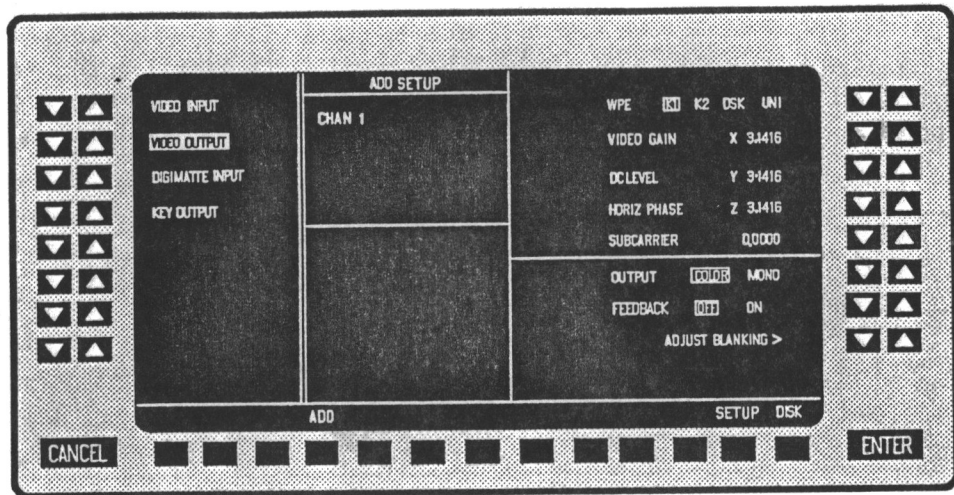 VIDEO INPUT
VIDEO OUTPUT
DIGIMATTE INPUT
KEY OUTPUT
ADD SETUP
CHAN 1
WPE K1 K2 DSK UNI
VIDEO GAIN X 3.1416
DC LEVEL Y 3.1416
HORIZ PHASE Z 3.1416
SUBCARRIER 0,0000
OUTPUT COLOR MONO
FEEDBACK OFF ON
ADJUST BLANKING >
ADD SETUP DISK
CANCEL ENTER